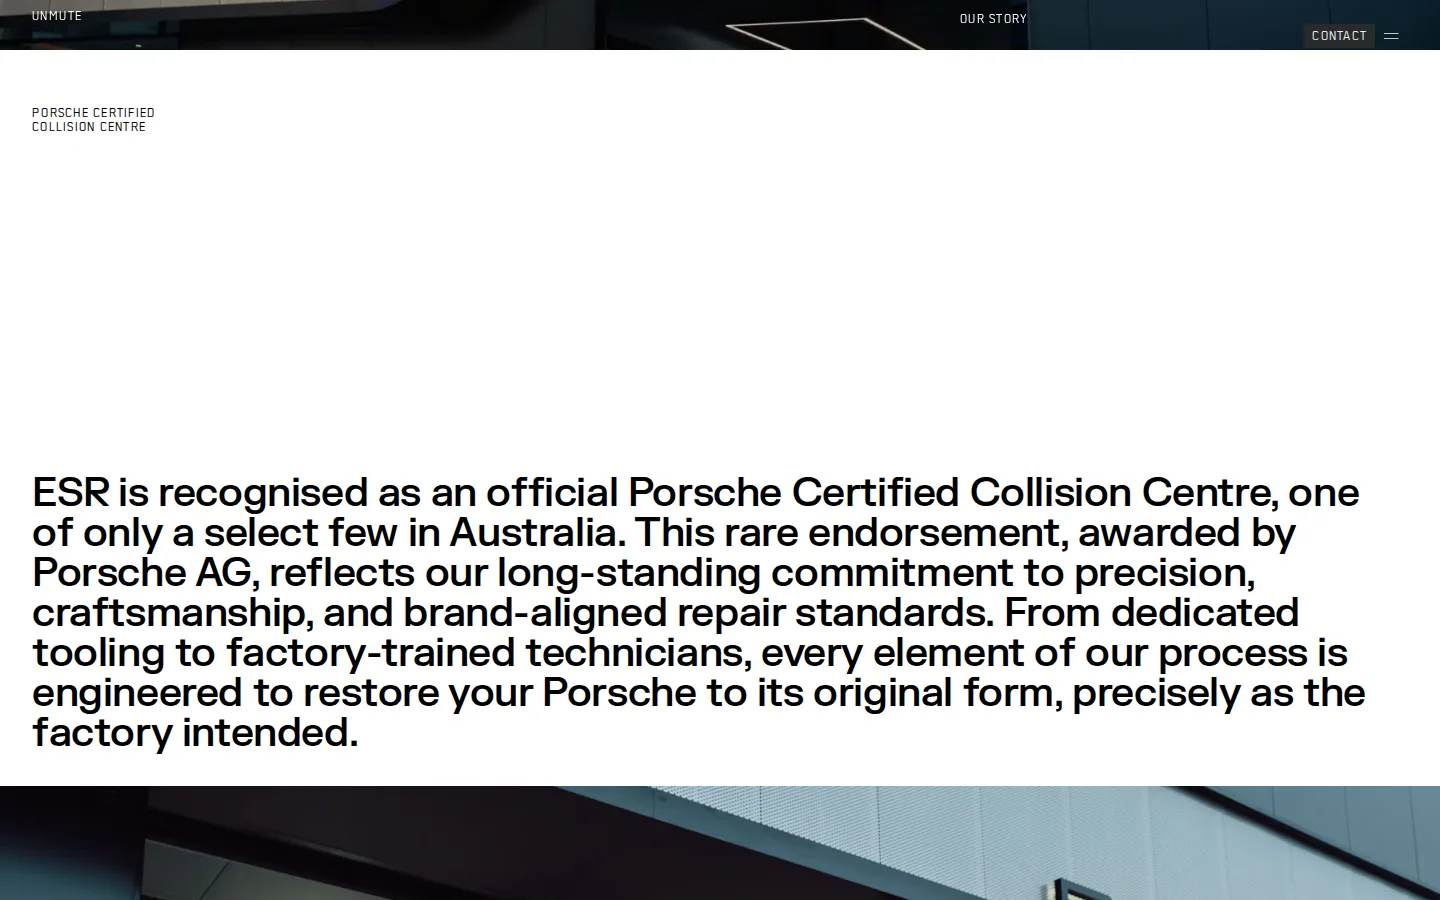 UNMUTE
OUR STORY
CONTACT
PORSCHE CERTIFIED
COLLISION CENTRE
ESR is recognised as an official Porsche Certified Collision Centre, one
of only a select few in Australia. This rare endorsement, awarded by
Porsche AG, reflects our long-standing commitment to precision,
craftsmanship, and brand-aligned repair standards. From dedicated
tooling to factory-trained technicians, every element of our process is
engineered to restore your Porsche to its original form, precisely as the
factory intended.